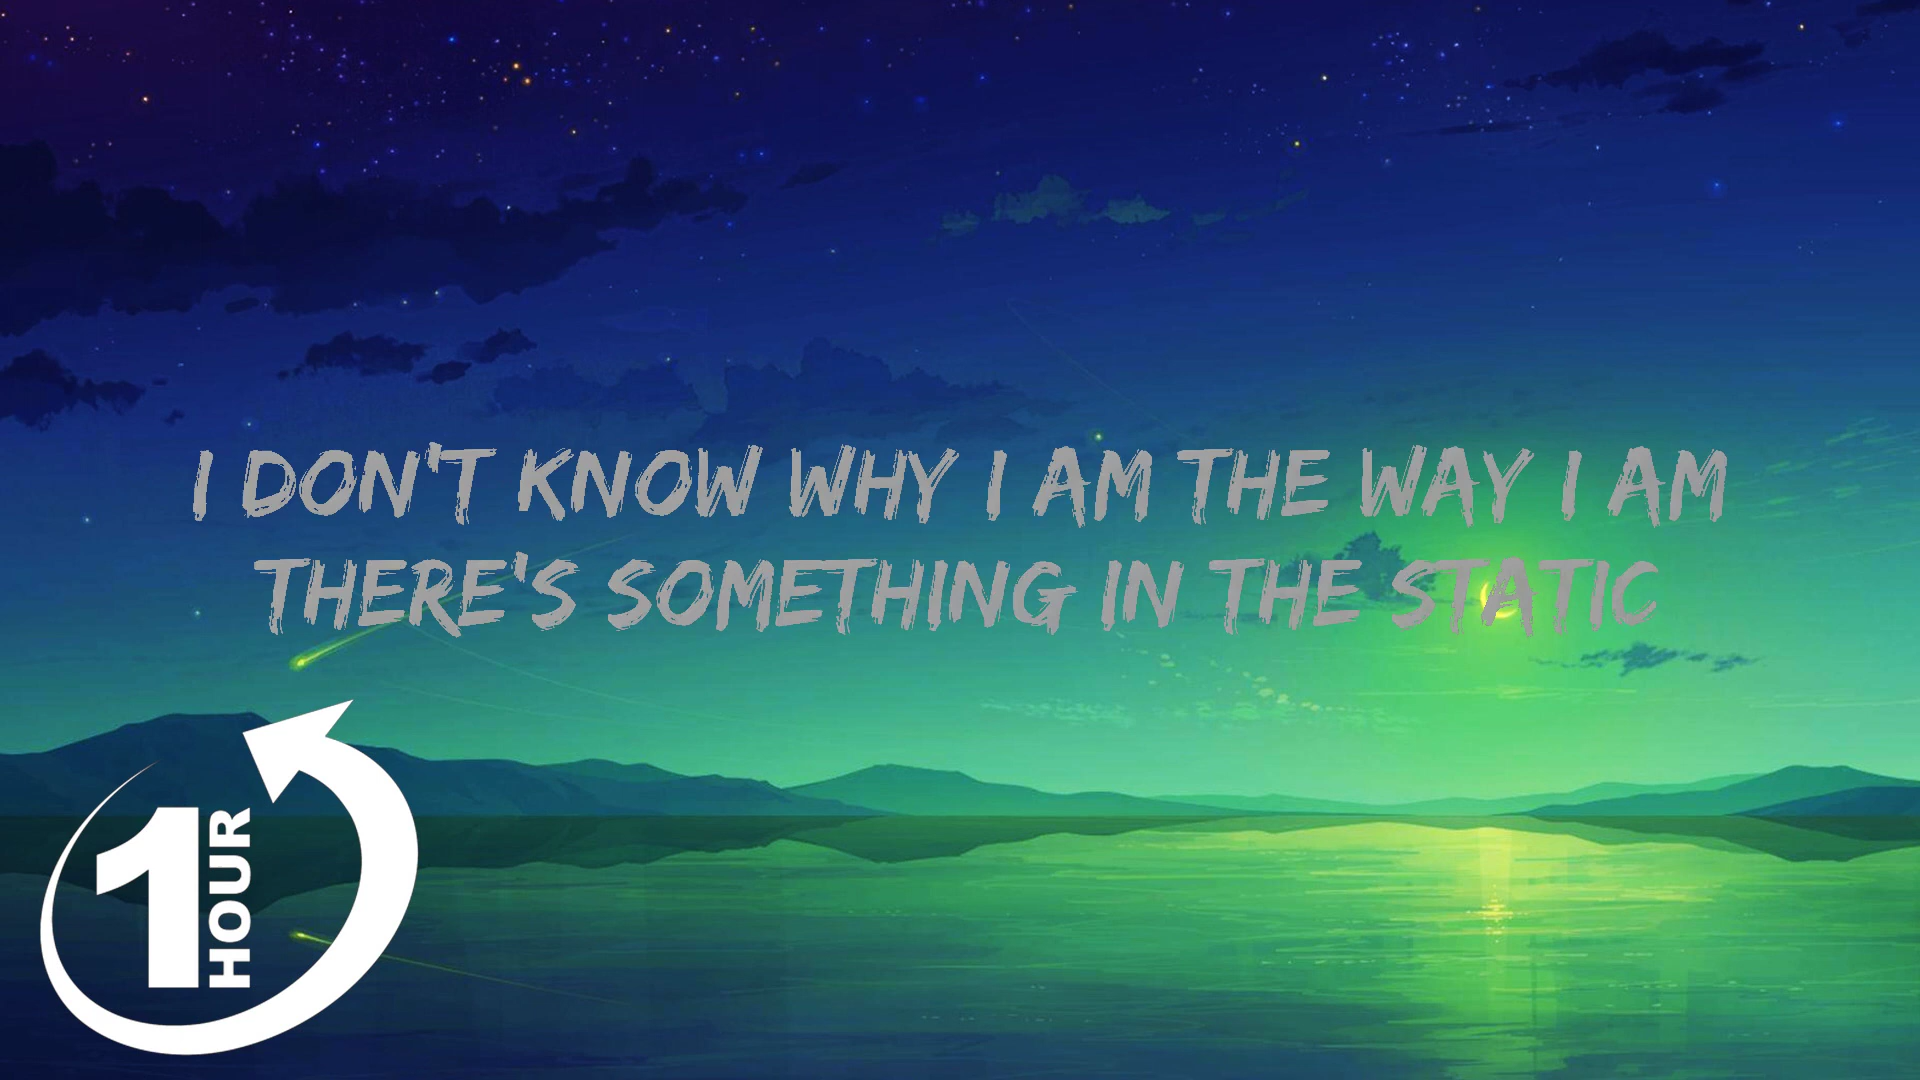 I DON'T KNOW WHY I AM THE WAY I AM
THERE'S SOMETHING IN THE STATIC
1 HOUR